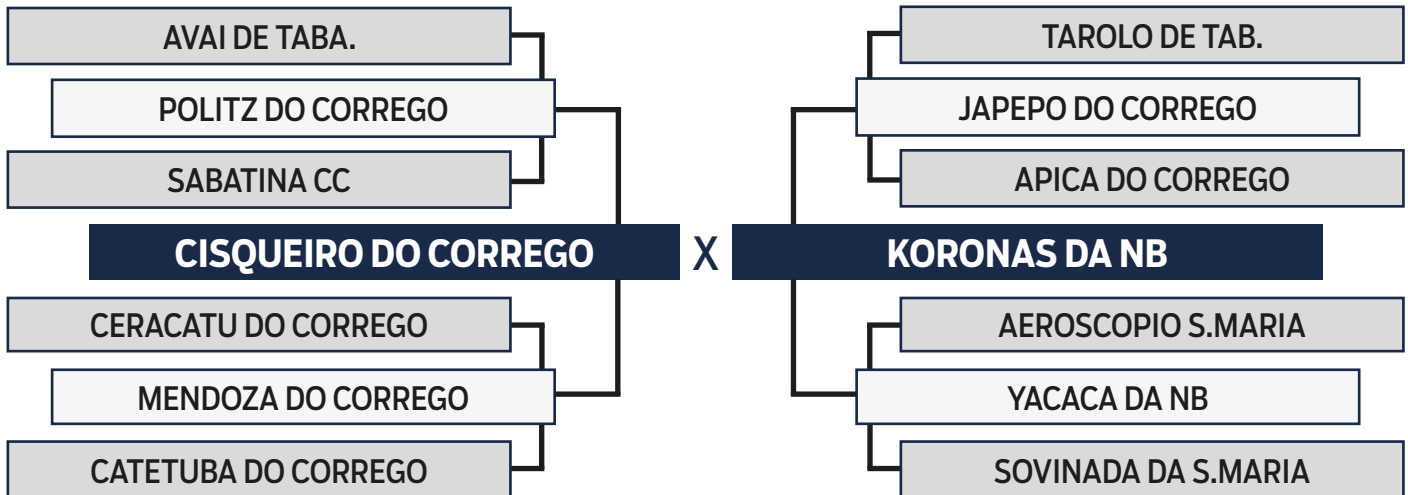 AVAI DE TABA.
POLITZ DO CORREGO
SABATINA CC
CISQUEIRO DO CORREGO
CERACATU DO CORREGO
MENDOZA DO CORREGO
CATETUBA DO CORREGO
X
TAROLO DE TAB.
JAPEPO DO CORREGO
APICA DO CORREGO
KORONAS DA NB
AEROSCOPIO S.MARIA
YACACA DA NB
SOVINADA DA S.MARIA